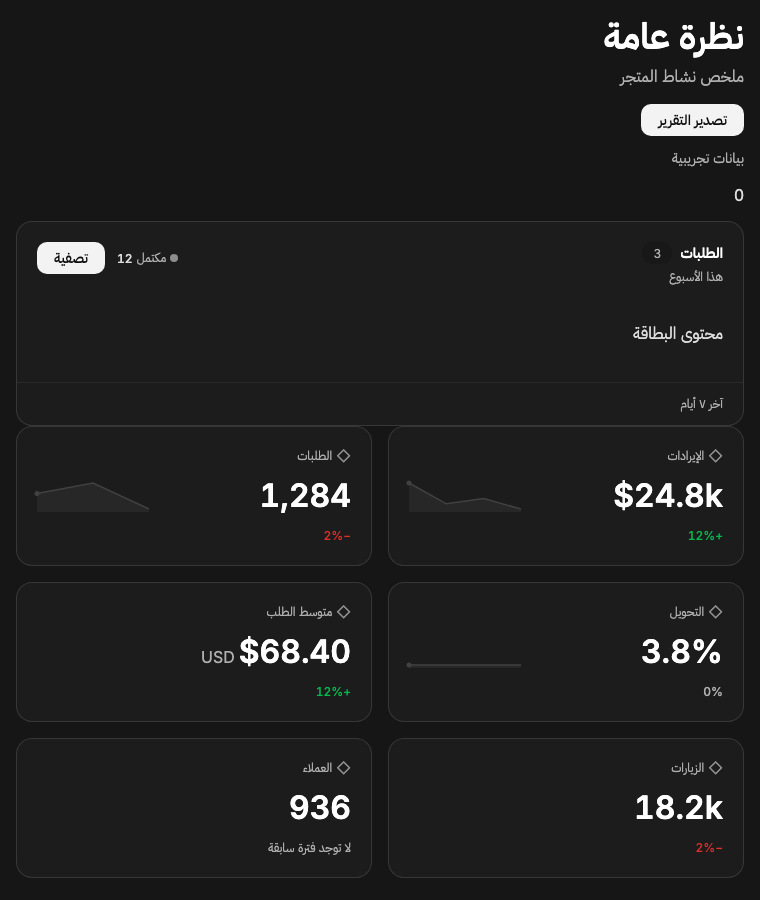 نظرة عامة
ملخص نشاط المتجر
تصدير التقرير
بيانات تجريبية
0
الطلبات 3
هذا الأسبوع
مكتمل 12
تصفية
محتوى البطاقة
آخر ٧ أيام
الإيرادات
$24.8k
+12%
الطلبات
1,284
−2%
التحويل
3.8%
0%
متوسط الطلب
$68.40 USD
+12%
الزيارات
18.2k
−2%
العملاء
936
لا توجد فترة سابقة